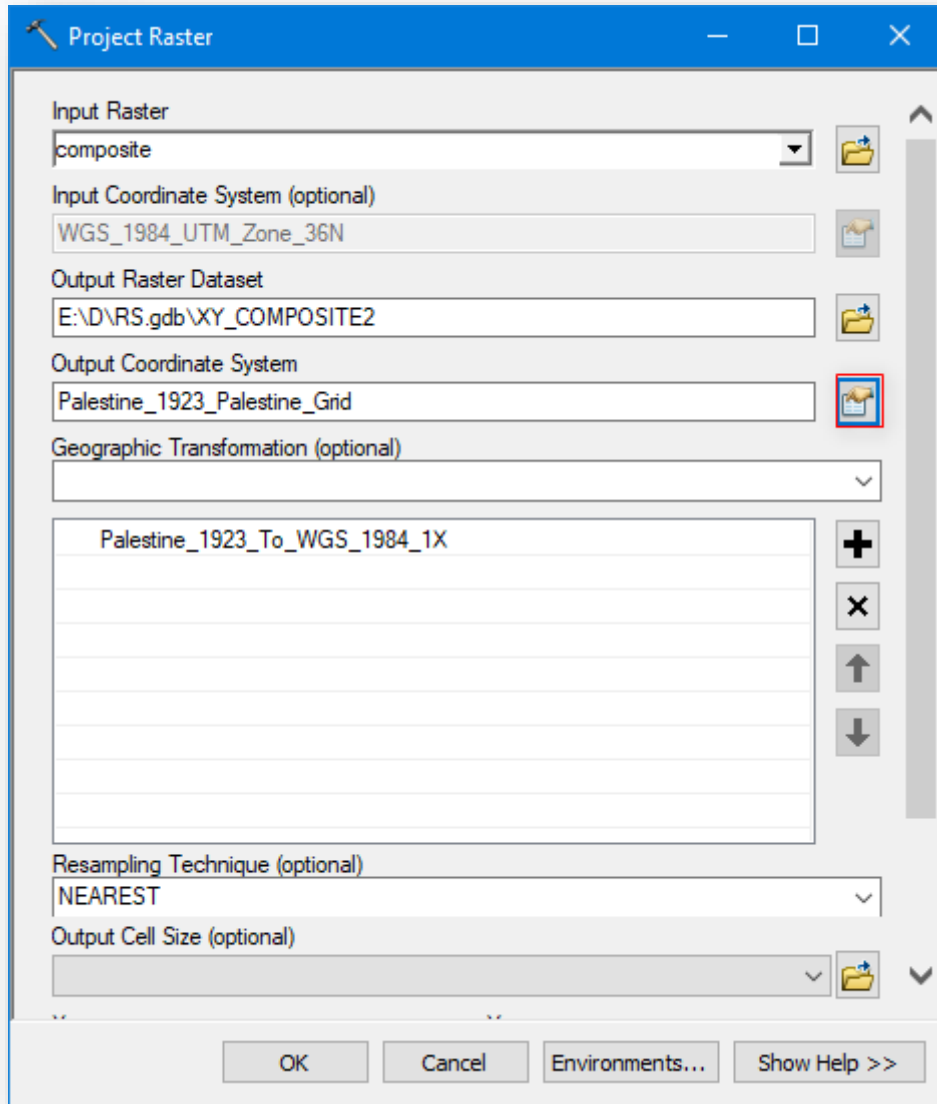 Project Raster
Input Raster
composite
Input Coordinate System (optional)
WGS_1984_UTM_Zone_36N
Output Raster Dataset
E:\D\RS.gdb\XY_COMPOSITE2
Output Coordinate System
Palestine_1923_Palestine_Grid
Geographic Transformation (optional)
Palestine_1923_To_WGS_1984_1X
Resampling Technique (optional)
NEAREST
Output Cell Size (optional)
OK Cancel Environments... Show Help >>